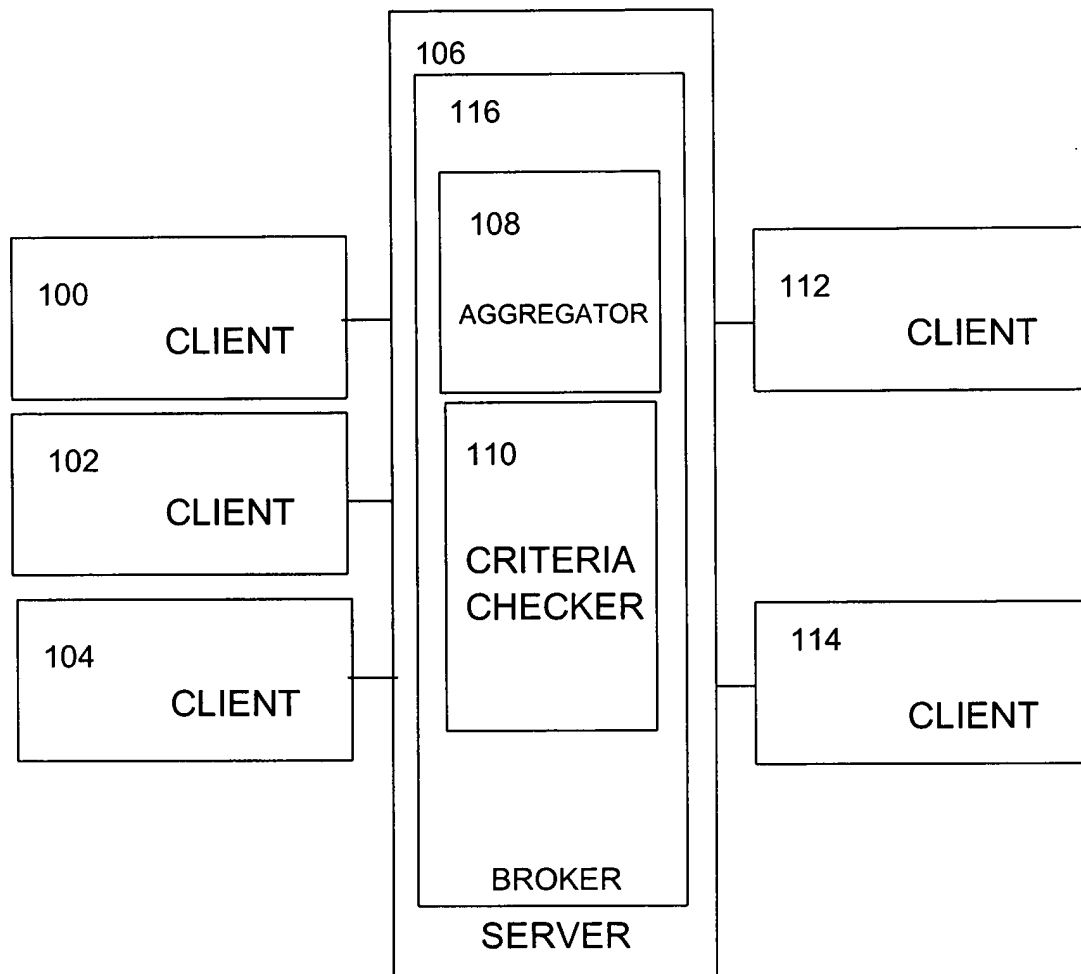 106
116
108
AGGREGATOR
100
CLIENT
112
CLIENT
102
CLIENT
110
CRITERIA
CHECKER
104
CLIENT
114
CLIENT
BROKER
SERVER